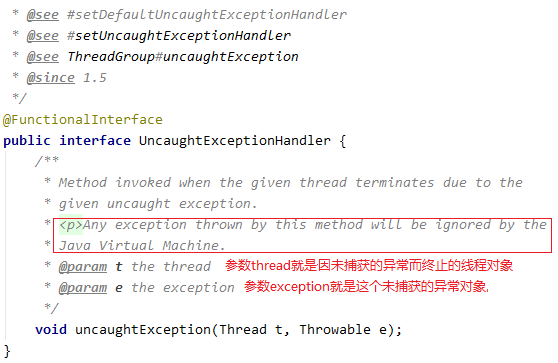 * @see #setDefaultUncaughtExceptionHandler
* @see #setUncaughtExceptionHandler
* @see ThreadGroup#uncaughtException
* @since 1.5
*/
@FunctionalInterface
public interface UncaughtExceptionHandler {
/**
* Method invoked when the given thread terminates due to the
* given uncaught exception.
* <p>Any exception thrown by this method will be ignored by the
* Java Virtual Machine.
* @param t the thread 参数thread就是因未捕获的异常而终止的线程对象
* @param e the exception 参数exception就是这个未捕获的异常对象.
*/
void uncaughtException(Thread t, Throwable e);
}